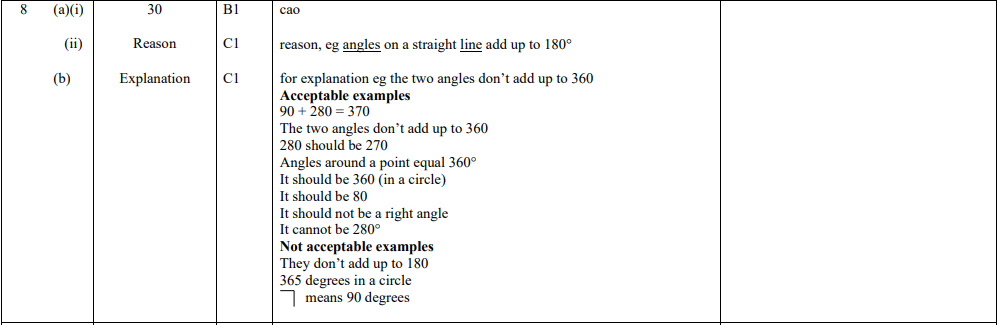 8 (a)(i) 30 B1 cao
(ii) Reason C1 reason, eg angles on a straight line add up to 180°
(b) Explanation C1 for explanation eg the two angles don’t add up to 360
Acceptable examples
90 + 280 = 370
The two angles don’t add up to 360
280 should be 270
Angles around a point equal 360°
It should be 360 (in a circle)
It should be 80
It should not be a right angle
It cannot be 280°
Not acceptable examples
They don’t add up to 180
365 degrees in a circle
means 90 degrees